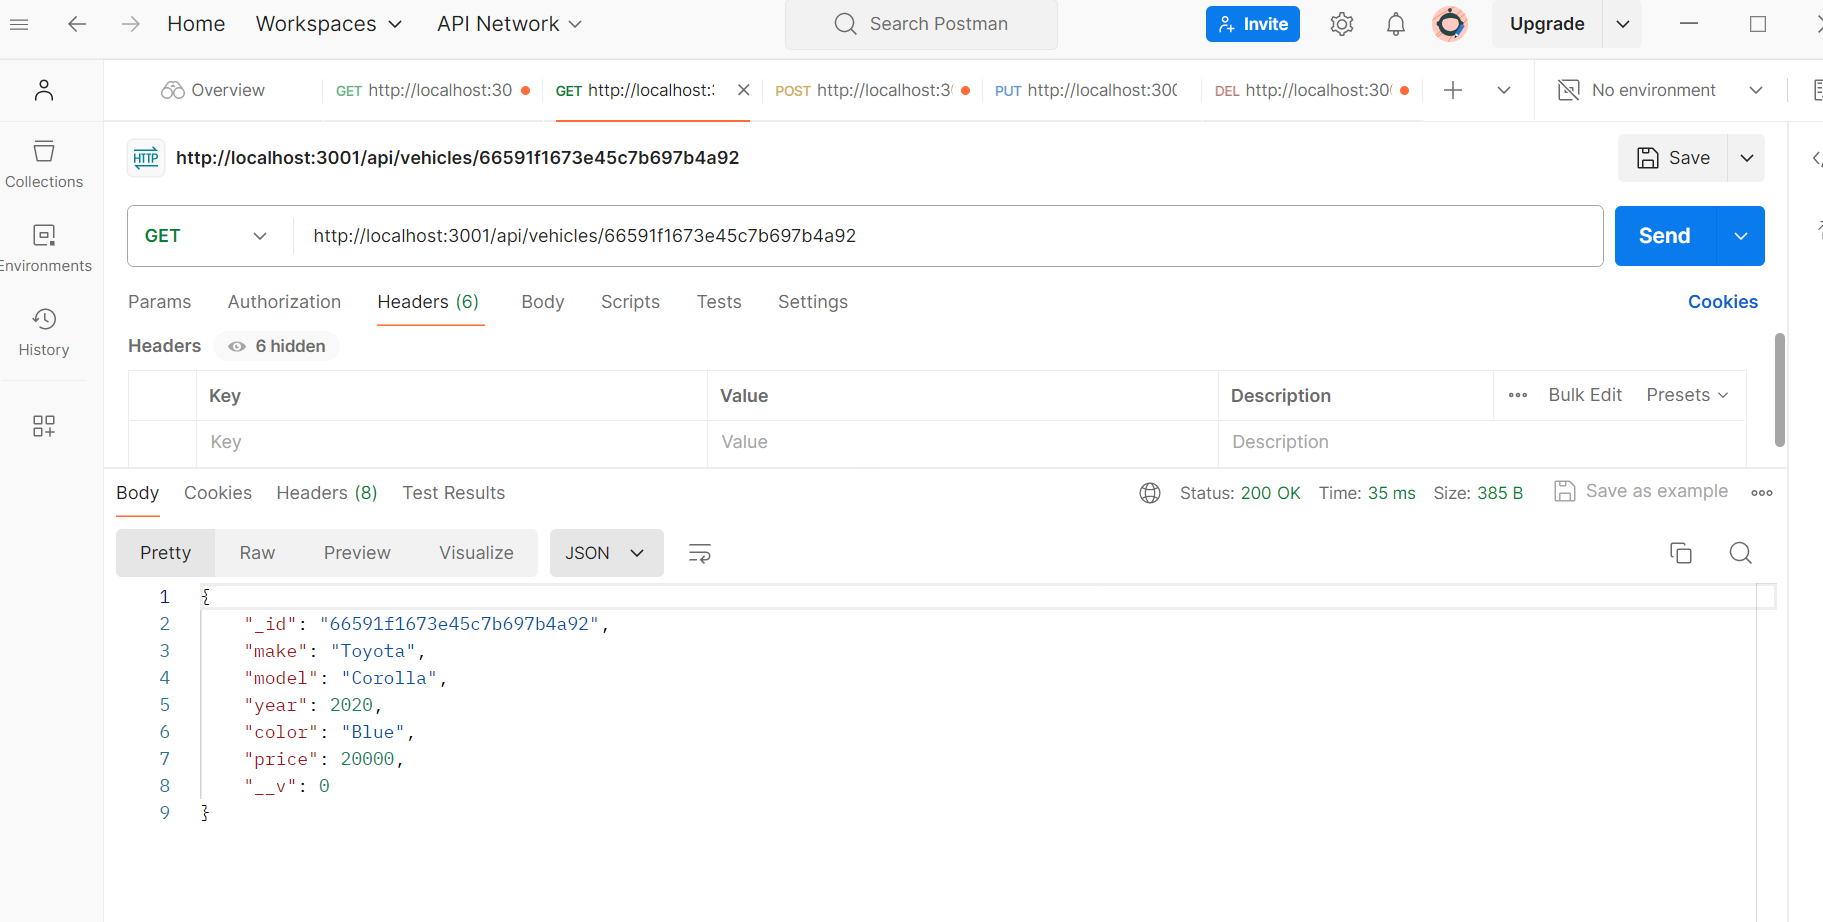 Home Workspaces API Network Search Postman Invite Upgrade
Overview GET http://localhost:30 GET http://localhost: POST http://localhost:3 PUT http://localhost:300 DEL http://localhost:30 No environment
HTTP http://localhost:3001/api/vehicles/66591f1673e45c7b697b4a92 Save
Collections
GET http://localhost:3001/api/vehicles/66591f1673e45c7b697b4a92 Send
Environments
Params Authorization Headers (6) Body Scripts Tests Settings Cookies
History
Headers 6 hidden
Key Value Description Bulk Edit Presets
Key Value Description
Body Cookies Headers (8) Test Results Status: 200 OK Time: 35 ms Size: 385 B Save as example
Pretty Raw Preview Visualize JSON
1 {
2 "_id": "66591f1673e45c7b697b4a92",
3 "make": "Toyota",
4 "model": "Corolla",
5 "year": 2020,
6 "color": "Blue",
7 "price": 20000,
8 "__v": 0
9 }